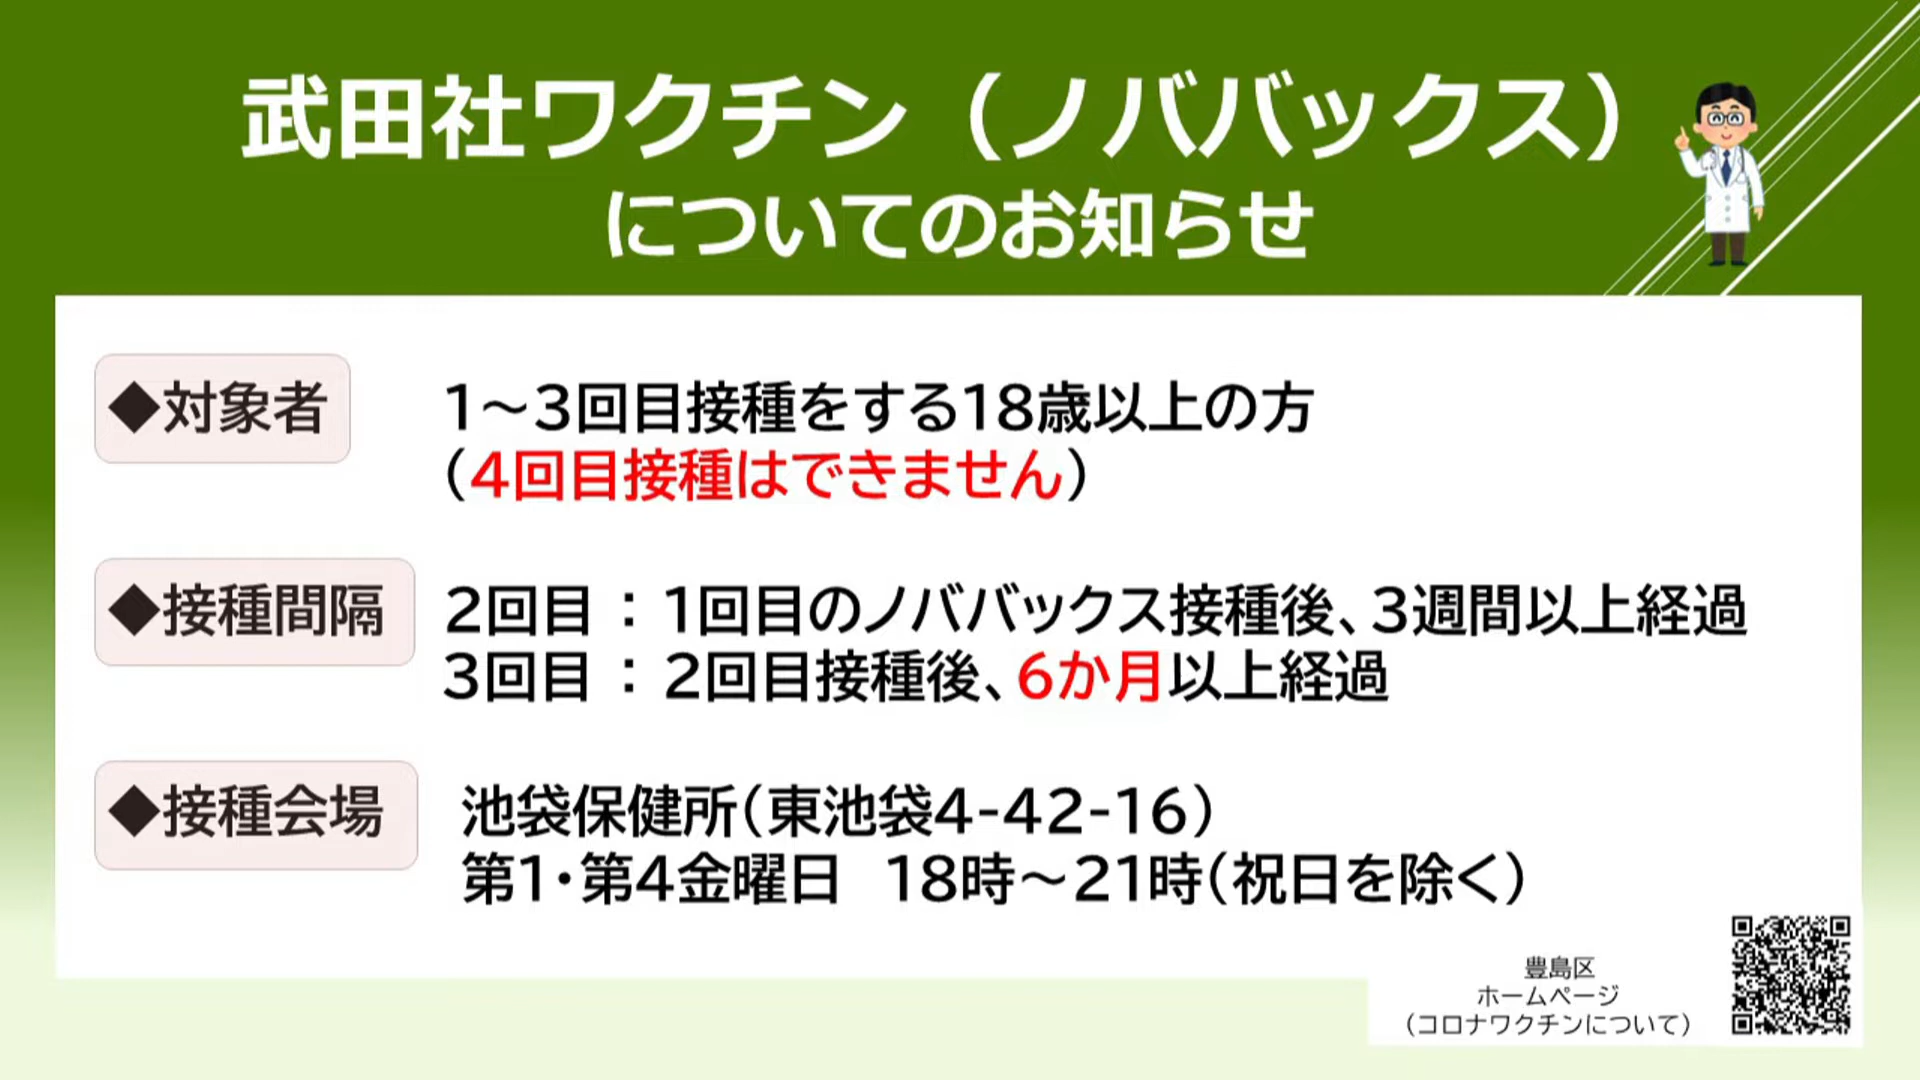 武田社ワクチン（ノババックス）
についてのお知らせ
◆対象者
1～3回目接種をする18歳以上の方
（4回目接種はできません）
◆接種間隔
2回目：1回目のノババックス接種後、3週間以上経過
3回目：2回目接種後、6か月以上経過
◆接種会場
池袋保健所（東池袋4-42-16）
第1・第4金曜日　18時～21時（祝日を除く）
豊島区
ホームページ
（コロナワクチンについて）